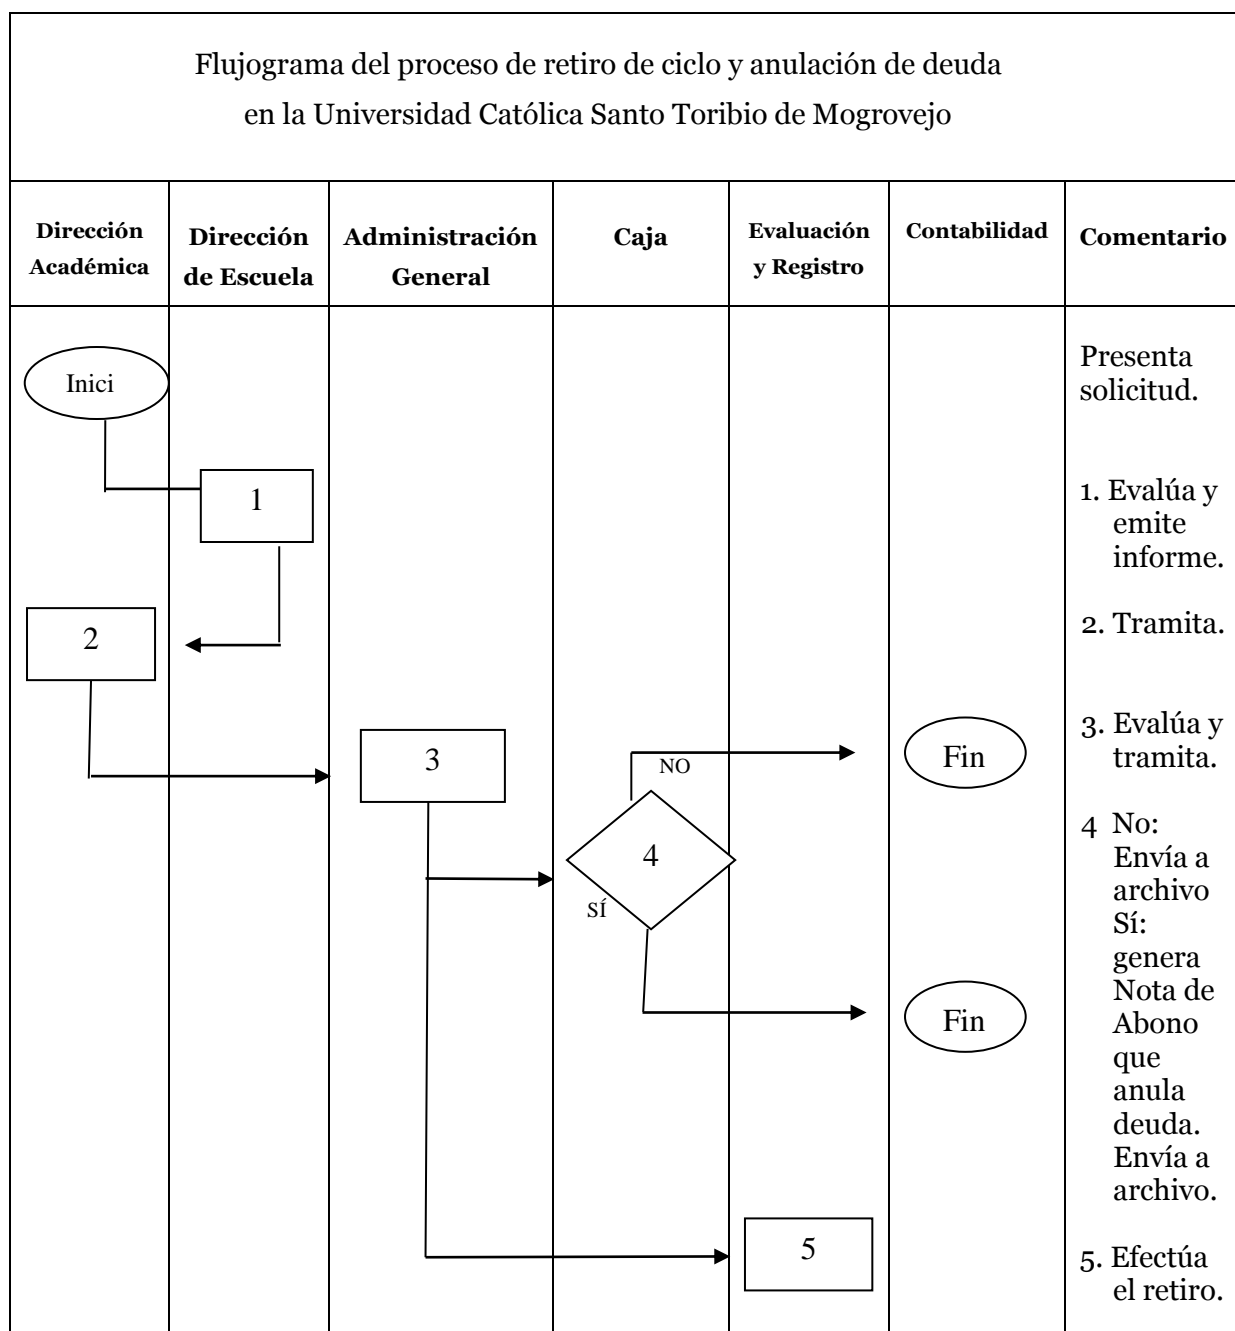 Flujograma del proceso de retiro de ciclo y anulación de deuda
en la Universidad Católica Santo Toribio de Mogrovejo
Dirección
Académica
Dirección
de Escuela
Administración
General
Caja
Evaluación
y Registro
Contabilidad
Comentario
Inici
1
2
3
NO
4
SÍ
Fin
Fin
5
Presenta
solicitud.
1. Evalúa y
emite
informe.
2. Tramita.
3. Evalúa y
tramita.
4 No:
Envía a
archivo
Sí:
genera
Nota de
Abono
que
anula
deuda.
Envía a
archivo.
5. Efectúa
el retiro.